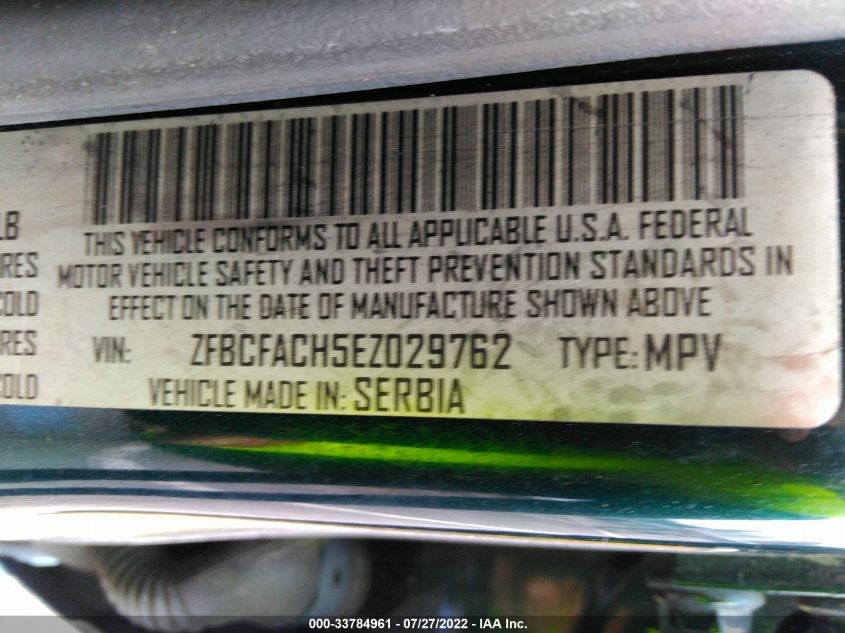 LB
THIS VEHICLE CONFORMS TO ALL APPLICABLE U.S.A. FEDERAL
RES
MOTOR VEHICLE SAFETY AND THEFT PREVENTION STANDARDS IN
COLD
EFFECT ON THE DATE OF MANUFACTURE SHOWN ABOVE
RES
VIN: ZFBCFACH5EZ029762 TYPE: MPV
COLD
VEHICLE MADE IN: SERBIA
000-33784961 - 07/27/2022 - IAA Inc.